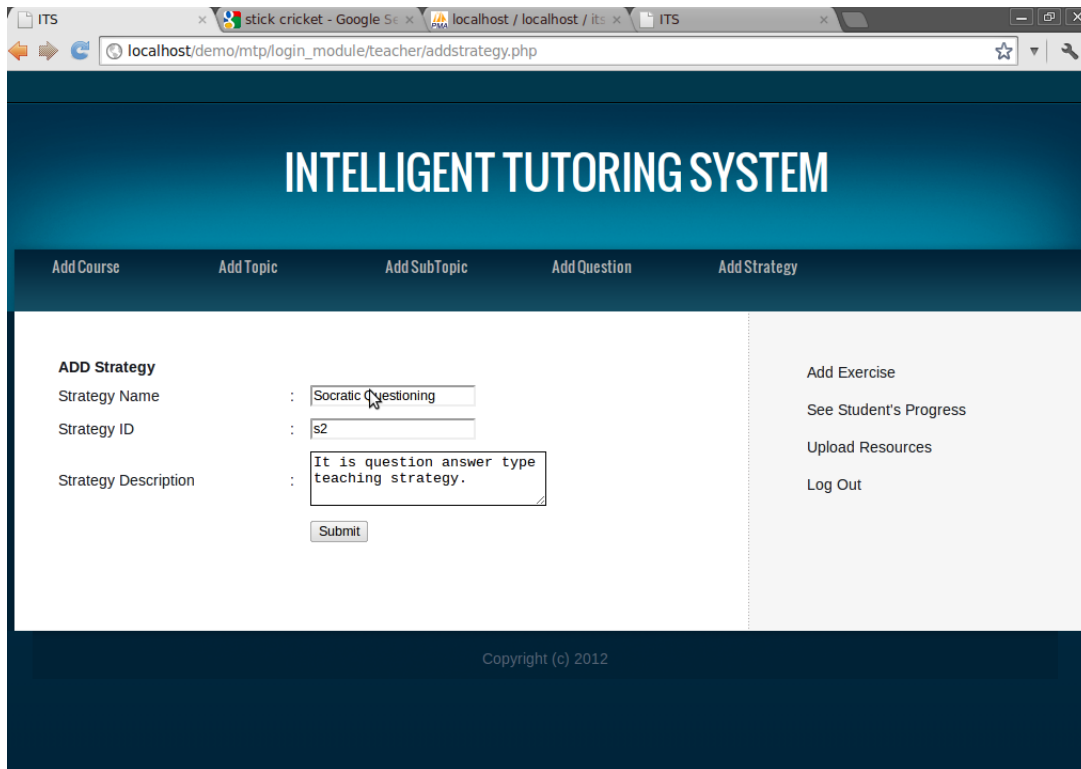 ITS
stick cricket - Google Se
localhost / localhost / its
ITS
localhost/demo/mtp/login_module/teacher/addstrategy.php
INTELLIGENT TUTORING SYSTEM
Add Course Add Topic Add SubTopic Add Question Add Strategy
ADD Strategy
Strategy Name : Socratic Questioning
Strategy ID : s2
Strategy Description : It is question answer type
teaching strategy.
Submit
Add Exercise
See Student's Progress
Upload Resources
Log Out
Copyright (c) 2012